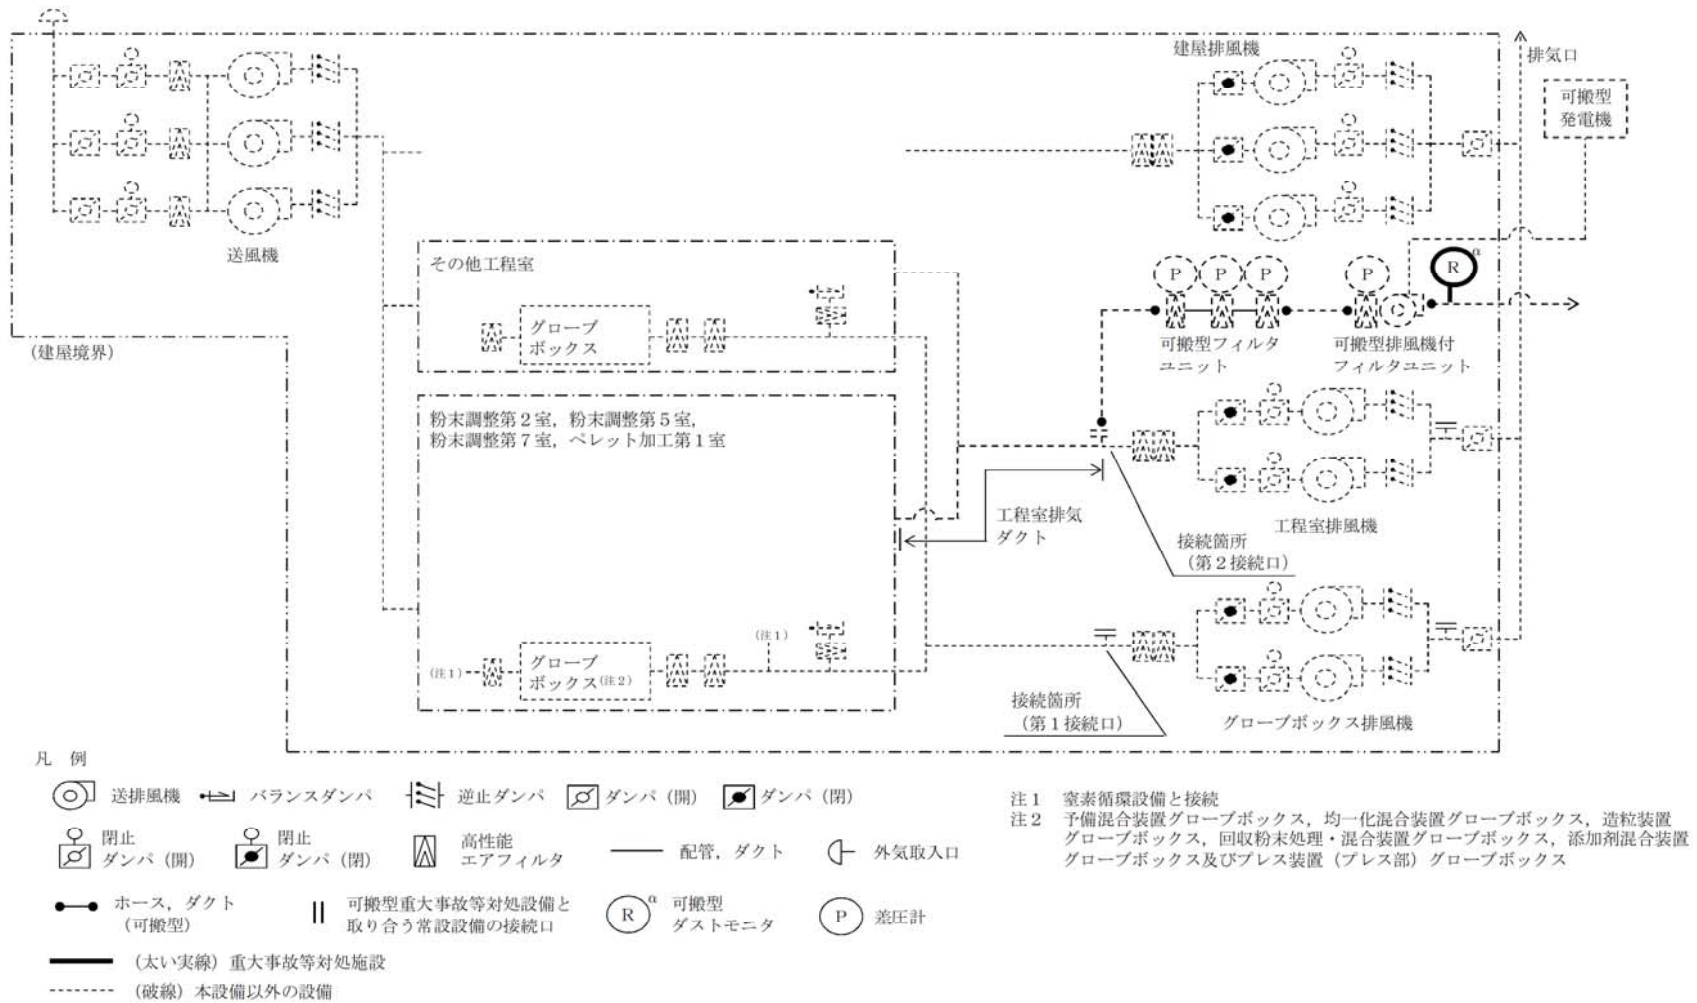 建屋排風機
排気口
可搬型
発電機
送風機
その他工程室
グローブ
ボックス
(建屋境界)
P
P
P
P
R α
可搬型フィルタ
ユニット
可搬型排風機付
フィルタユニット
粉末調整第2室，粉末調整第5室，
粉末調整第7室，ペレット加工第1室
工程室排気
ダクト
工程室排風機
接続箇所
(第2接続口)
(注1)
グローブ
ボックス(注2)
(注1)
接続箇所
(第1接続口)
グローブボックス排風機
凡 例
送排風機
バランスダンパ
逆止ダンパ
ダンパ（開）
ダンパ（閉）
閉止
ダンパ（開）
閉止
ダンパ（閉）
高性能
エアフィルタ
配管，ダクト
外気取入口
ホース，ダクト
(可搬型)
可搬型重大事故等対処設備と
取り合う常設設備の接続口
R α
可搬型
ダストモニタ
P
差圧計
(太い実線) 重大事故等対処施設
(破線) 本設備以外の設備
注1 窒素循環設備と接続
注2 予備混合装置グローブボックス，均一化混合装置グローブボックス，造粒装置
グローブボックス，回収粉末処理・混合装置グローブボックス，添加剤混合装置
グローブボックス及びプレス装置（プレス部）グローブボックス